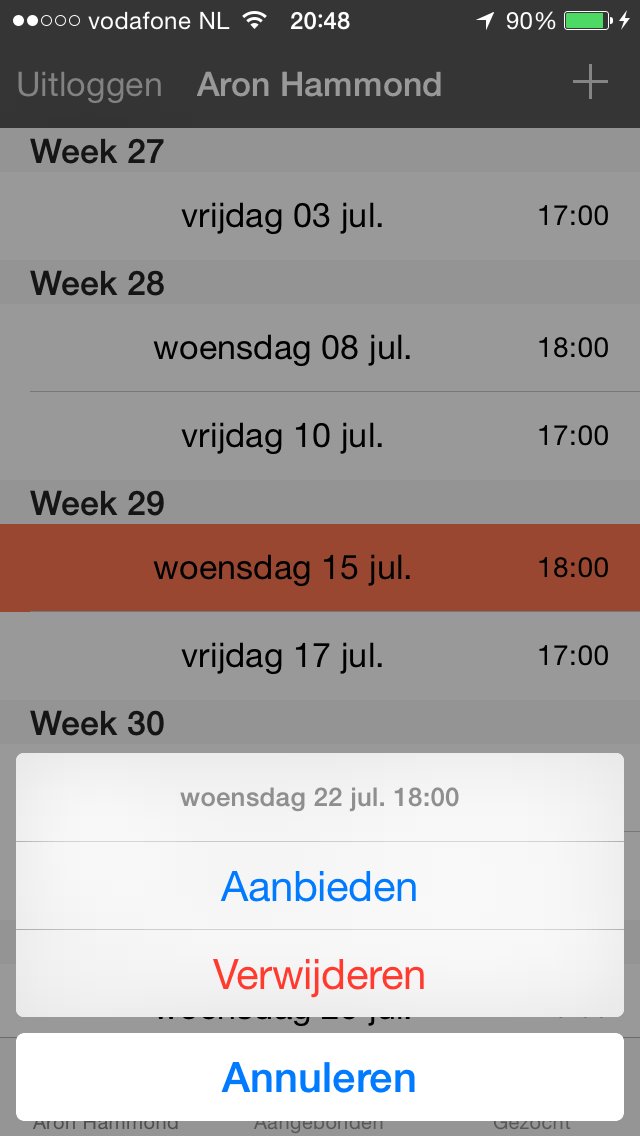 vodafone NL 20:48 90%
Uitloggen Aron Hammond
Week 27
vrijdag 03 jul. 17:00
Week 28
woensdag 08 jul. 18:00
vrijdag 10 jul. 17:00
Week 29
woensdag 15 jul. 18:00
vrijdag 17 jul. 17:00
Week 30
woensdag 22 jul. 18:00
Aanbieden
Verwijderen
Annuleren
Aron Hammond Aangebonden Gezocht